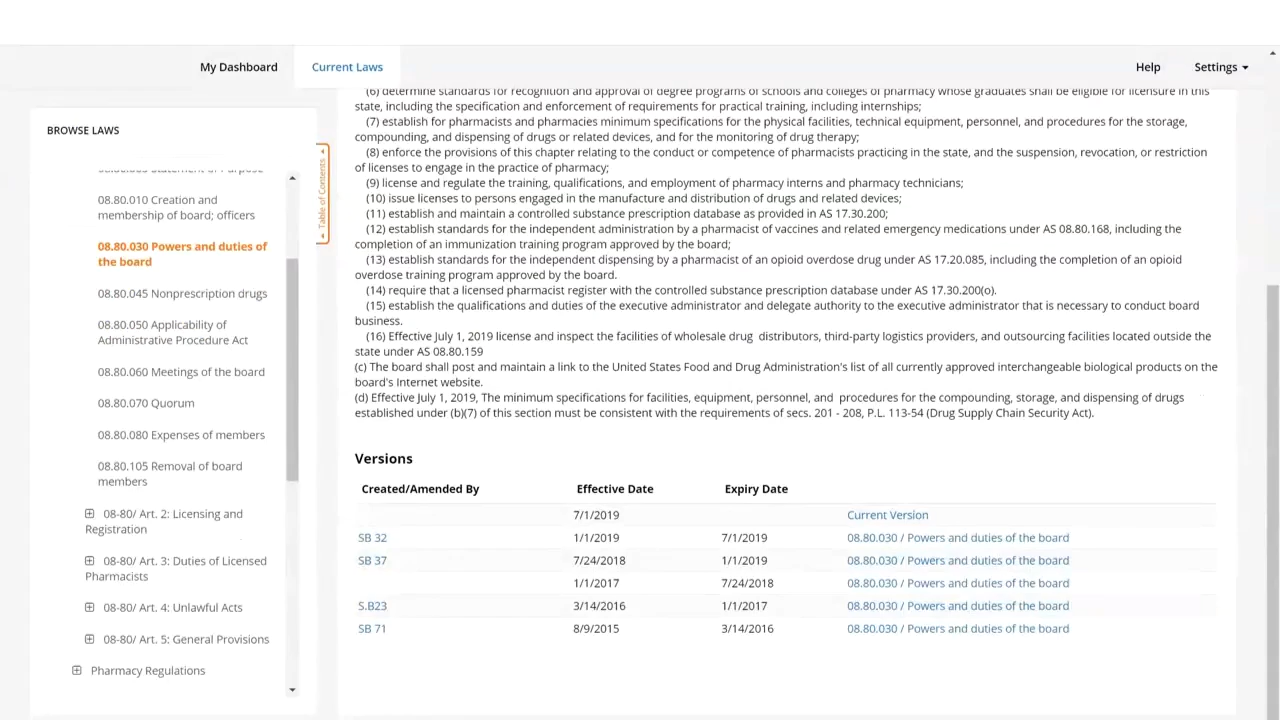 My Dashboard
Current Laws
Help
Settings
BROWSE LAWS
08.80.010 Creation and
membership of board; officers
08.80.030 Powers and duties of
the board
08.80.045 Nonprescription drugs
08.80.050 Applicability of
Administrative Procedure Act
08.80.060 Meetings of the board
08.80.070 Quorum
08.80.080 Expenses of members
08.80.105 Removal of board
members
08-80/ Art. 2: Licensing and
Registration
08-80/ Art. 3: Duties of Licensed
Pharmacists
08-80/ Art. 4: Unlawful Acts
08-80/ Art. 5: General Provisions
Pharmacy Regulations
Table of Contents
(6) determine standards for recognition and approval of degree programs of schools and colleges of pharmacy whose graduates shall be eligible for licensure in this
state, including the specification and enforcement of requirements for practical training, including internships;
(7) establish for pharmacists and pharmacies minimum specifications for the physical facilities, technical equipment, personnel, and procedures for the storage,
compounding, and dispensing of drugs or related devices, and for the monitoring of drug therapy;
(8) enforce the provisions of this chapter relating to the conduct or competence of pharmacists practicing in the state, and the suspension, revocation, or restriction
of licenses to engage in the practice of pharmacy;
(9) license and regulate the training, qualifications, and employment of pharmacy interns and pharmacy technicians;
(10) issue licenses to persons engaged in the manufacture and distribution of drugs and related devices;
(11) establish and maintain a controlled substance prescription database as provided in AS 17.30.200;
(12) establish standards for the independent administration by a pharmacist of vaccines and related emergency medications under AS 08.80.168, including the
completion of an immunization training program approved by the board;
(13) establish standards for the independent dispensing by a pharmacist of an opioid overdose drug under AS 17.20.085, including the completion of an opioid
overdose training program approved by the board.
(14) require that a licensed pharmacist register with the controlled substance prescription database under AS 17.30.200(o).
(15) establish the qualifications and duties of the executive administrator and delegate authority to the executive administrator that is necessary to conduct board
business.
(16) Effective July 1, 2019 license and inspect the facilities of wholesale drug distributors, third-party logistics providers, and outsourcing facilities located outside the
state under AS 08.80.159
(c) The board shall post and maintain a link to the United States Food and Drug Administration's list of all currently approved interchangeable biological products on the
board's Internet website.
(d) Effective July 1, 2019, The minimum specifications for facilities, equipment, personnel, and procedures for the compounding, storage, and dispensing of drugs
established under (b)(7) of this section must be consistent with the requirements of secs. 201 - 208, P.L. 113-54 (Drug Supply Chain Security Act).
Versions
Created/Amended By Effective Date Expiry Date
7/1/2019 Current Version
SB 32 1/1/2019 7/1/2019 08.80.030 / Powers and duties of the board
SB 37 7/24/2018 1/1/2019 08.80.030 / Powers and duties of the board
1/1/2017 7/24/2018 08.80.030 / Powers and duties of the board
S.B23 3/14/2016 1/1/2017 08.80.030 / Powers and duties of the board
SB 71 8/9/2015 3/14/2016 08.80.030 / Powers and duties of the board